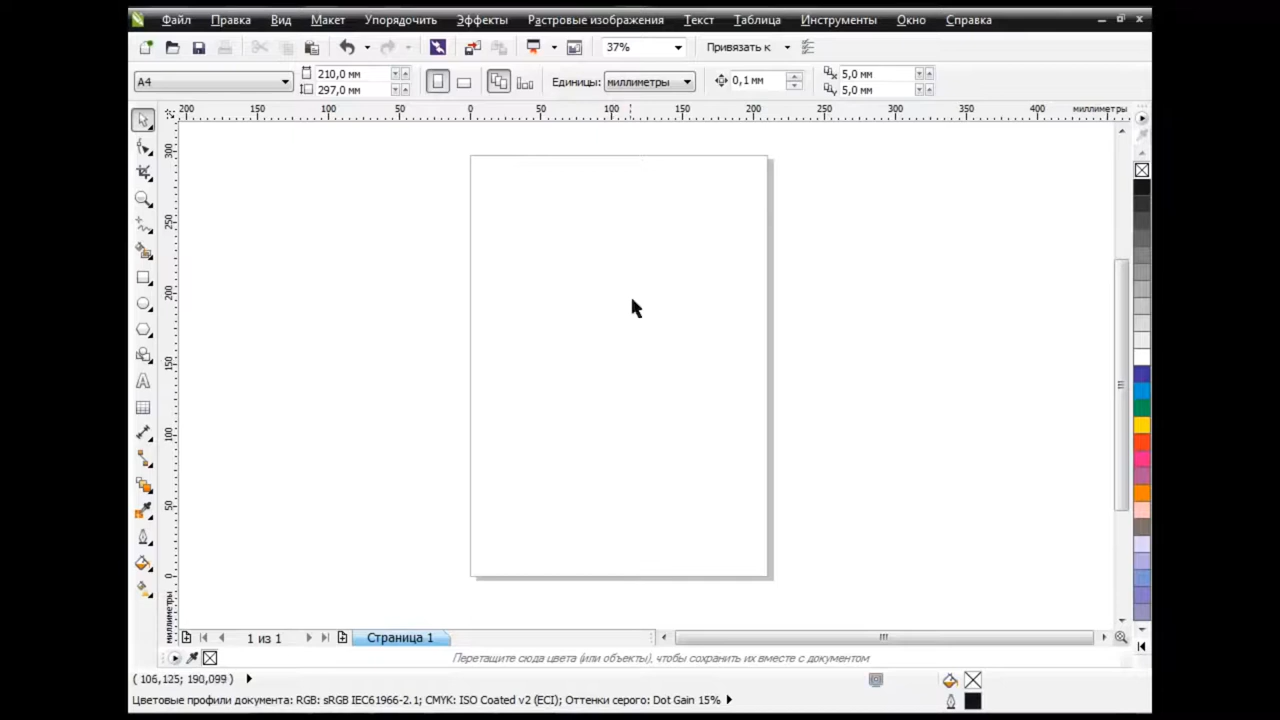 Файл Правка Вид Макет Упорядочить Эффекты Растровые изображения Текст Таблица Инструменты Окно Справка
37% Привязать к
A4 210,0 мм 297,0 мм Единицы: миллиметры 0,1 мм 5,0 мм 5,0 мм
200 150 100 50 0 50 100 150 200 250 300 350 400 миллиметры
300
250
200
150
100
50
0
миллиметры
1 из 1 Страница 1
Перетащите сюда цвета (или объекты), чтобы сохранить их вместе с документом
( 106,125; 190,099 )
Цветовые профили документа: RGB: sRGB IEC61966-2.1; CMYK: ISO Coated v2 (ECI); Оттенки серого: Dot Gain 15%